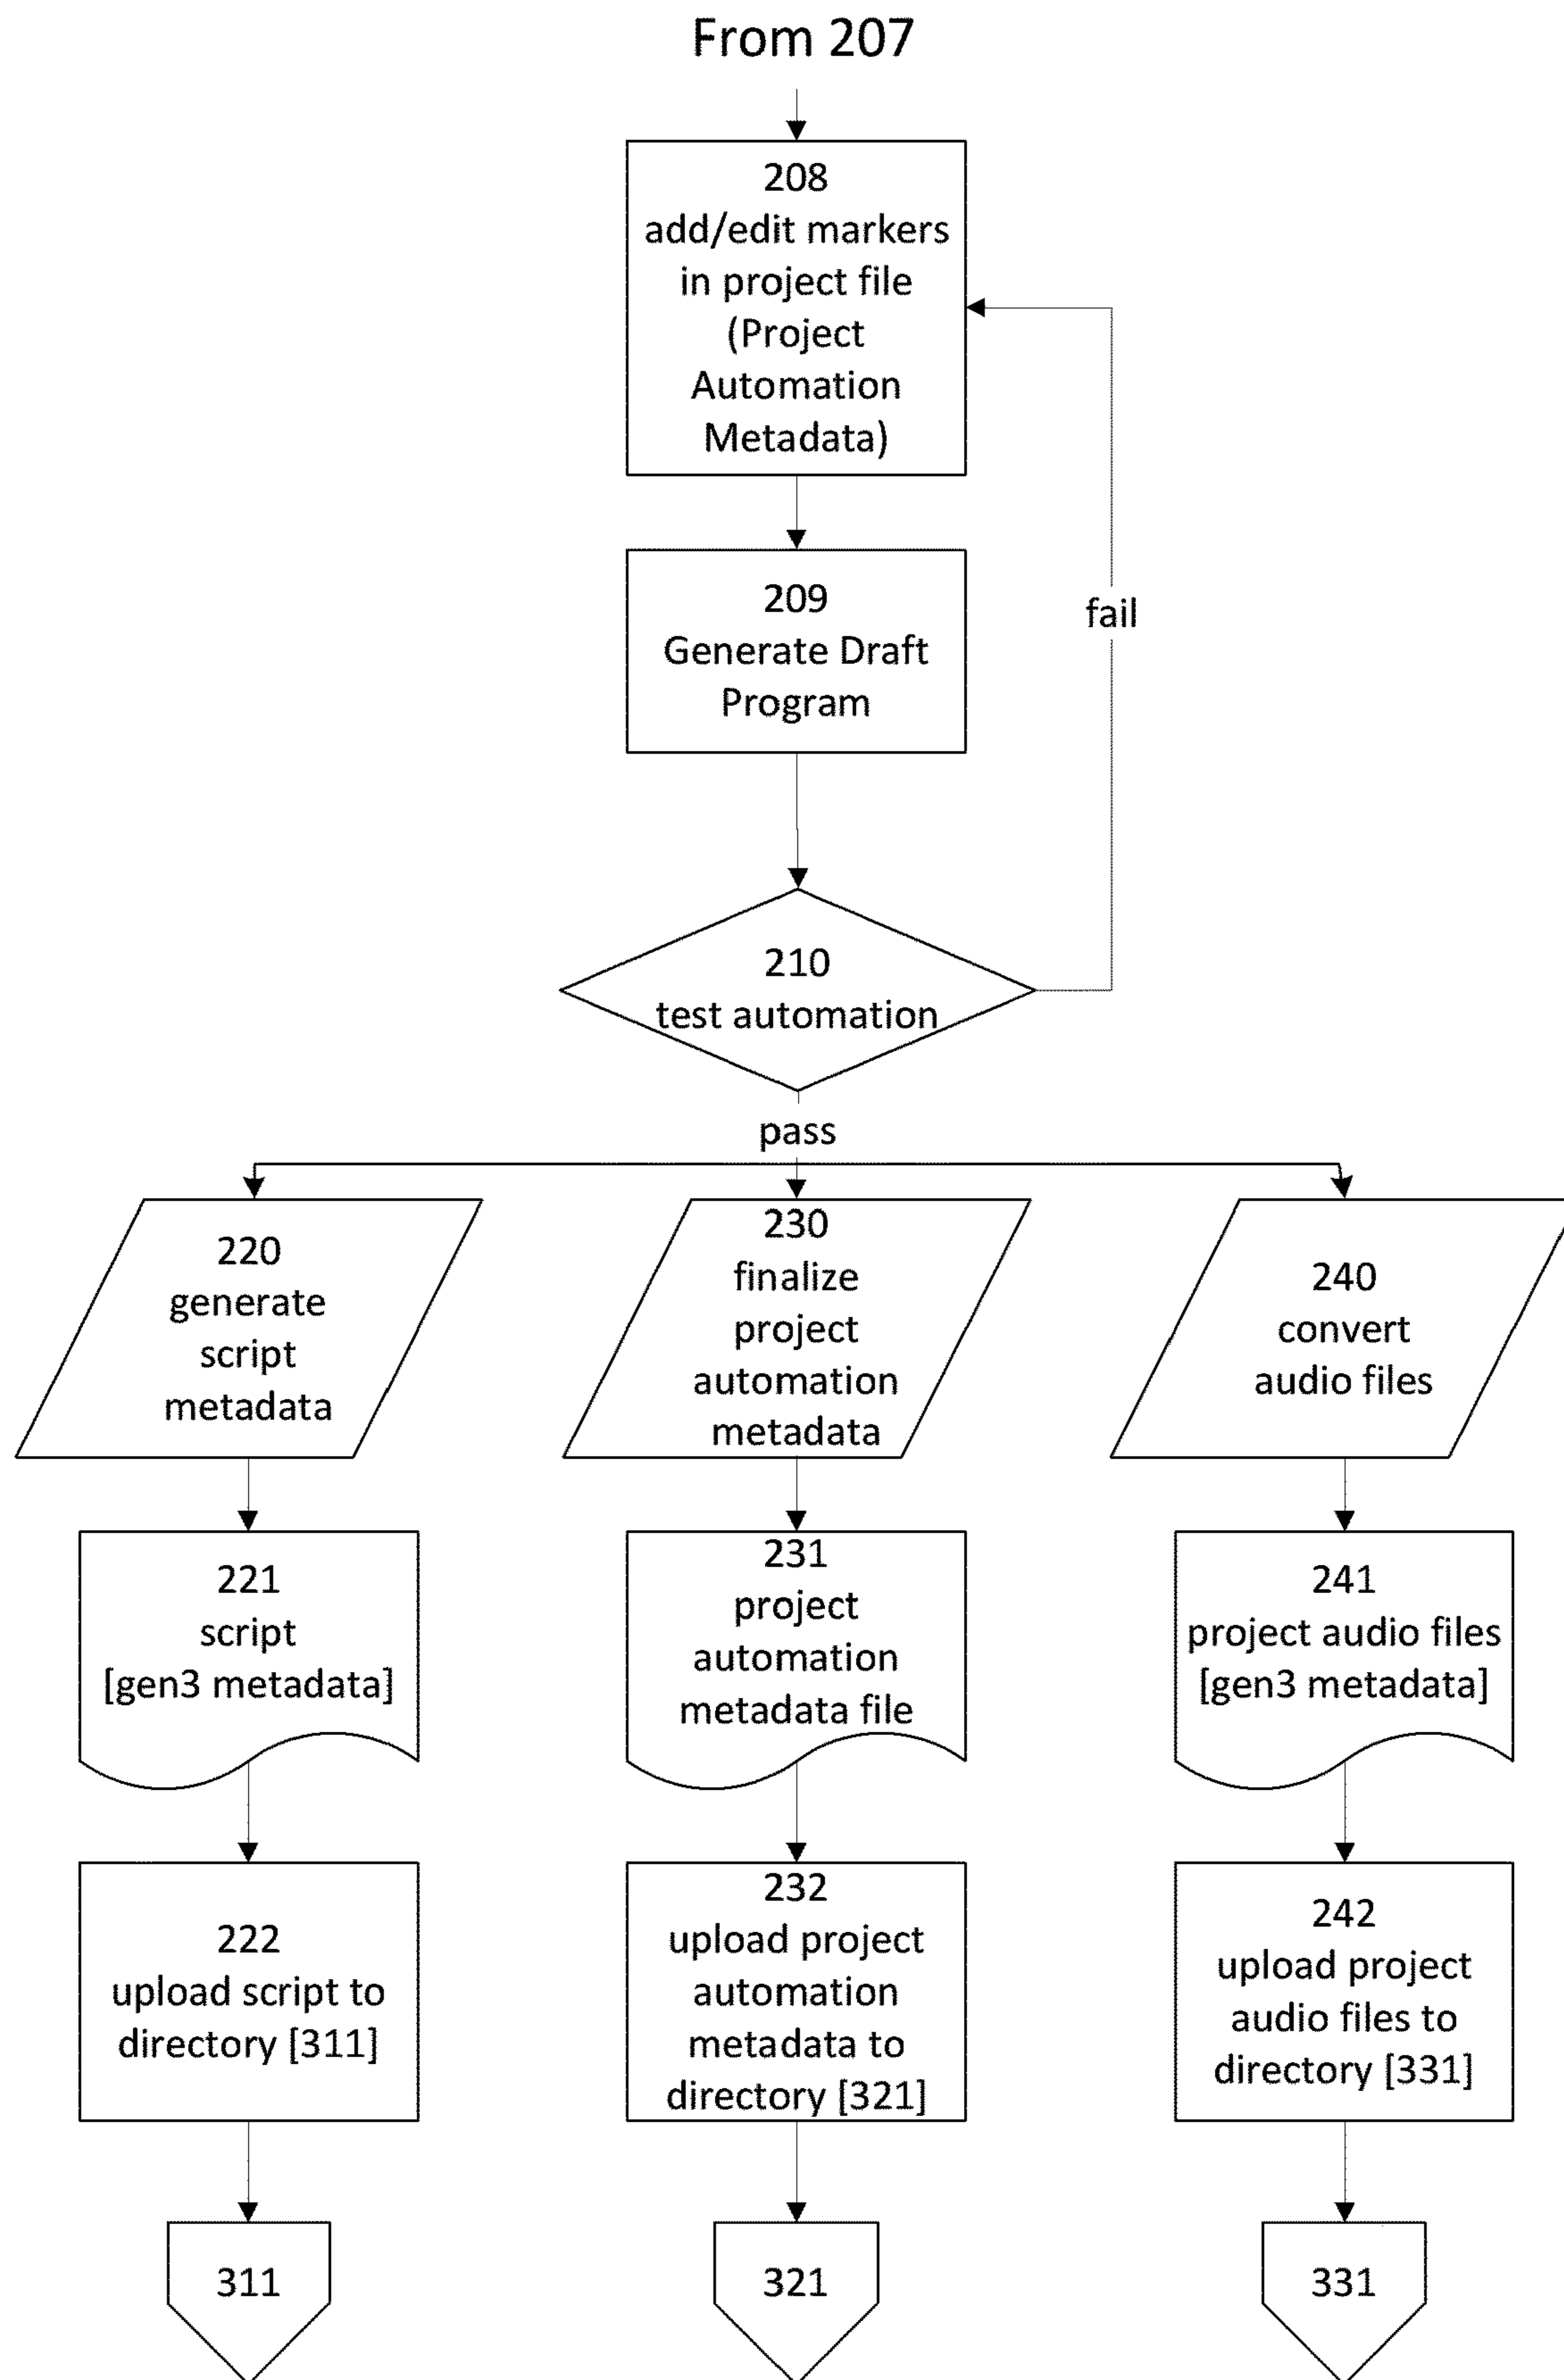 From 207
208
add/edit markers
in project file
(Project
Automation
Metadata)
209
Generate Draft
Program
fail
210
test automation
pass
220
generate
script
metadata
230
finalize
project
automation
metadata
240
convert
audio files
221
script
[gen3 metadata]
231
project
automation
metadata file
241
project audio files
[gen3 metadata]
222
upload script to
directory [311]
232
upload project
automation
metadata to
directory [321]
242
upload project
audio files to
directory [331]
311
321
331